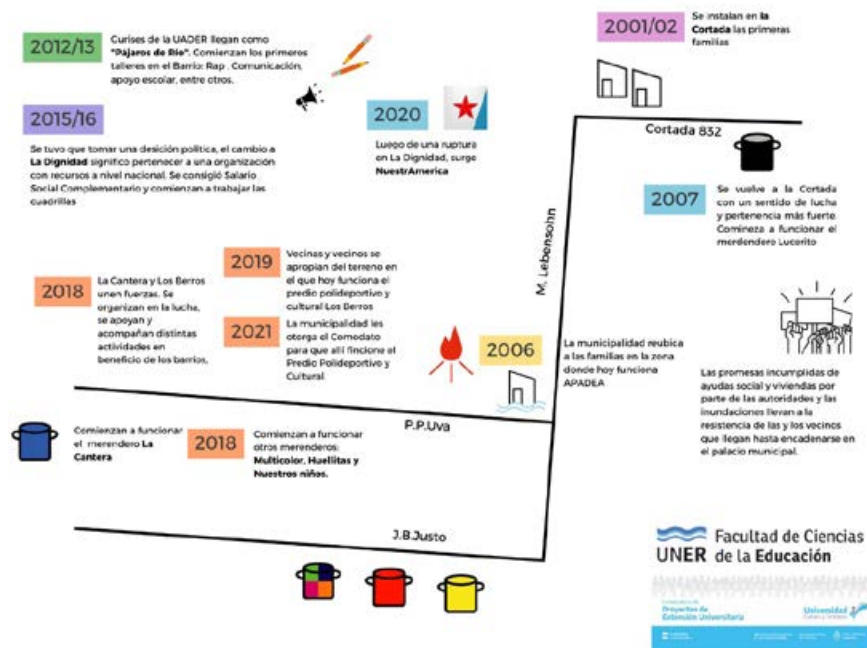 2012/13
Curises de la UADER llegan como
"Pájaros de Río". Comienzan los primeros
talleres en el Barrio: Rap . Comunicación,
apoyo escolar, entre otros.
2001/02
Se instalan en la
Cortada las primeras
familias
2015/16
Se tuvo que tomar una desición política, el cambio a
La Dignidad significo pertenecer a una organización
con recursos a nivel nacional. Se consigió Salario
Social Complementario y comienzan a trabajar las
cuadrillas
2020
Luego de una ruptura
en La Dignidad, surge
NuestrAmerica
Cortada 832
2007
Se vuelve a la Cortada
con un sentido de lucha
y pertenencia más fuerte.
Comineza a funcionar el
merdendero Lucerito
M. Lebensohn
2018
La Cantera y Los Berros
unen fuerzas. Se
organizan en la lucha,
se apoyan y
acompañan distintas
actividades en
beneficio de los barrios.
2019
Vecinas y vecinos se
apropian del terreno en
el que hoy funciona el
predio polideportivo y
cultural Los Berros
2021
La municipalidad les
otorga el Comodato
para que allí fincione el
Predio Polideportivo y
Cultural
2006
La municipalidad reubica
a las familias en la zona
donde hoy funciona
APADEA
Las promesas incumplidas de
ayudas social y viviendas por
parte de las autoridades y las
inundaciones llevan a la
resistencia de las y los vecinos
que llegan hasta encadenarse en
el palacio municipal.
P.P.Uva
Comienzan a funcionar
el merendero La
Cantera
2018
Comienzan a funcionar
otros merenderos:
Multicolor, Huellitas y
Nuestros niños.
J.B.Justo
UNER
Facultad de Ciencias
de la Educación
Proyectos de
Extensión Universitaria
Universidad